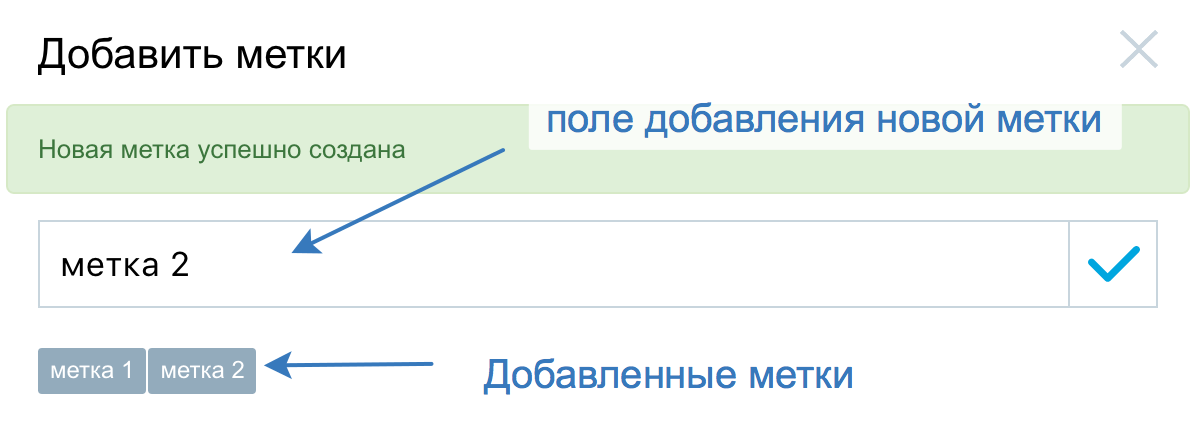 Добавить метки
поле добавления новой метки
Новая метка успешно создана
метка 2
метка 1 метка 2
Добавленные метки